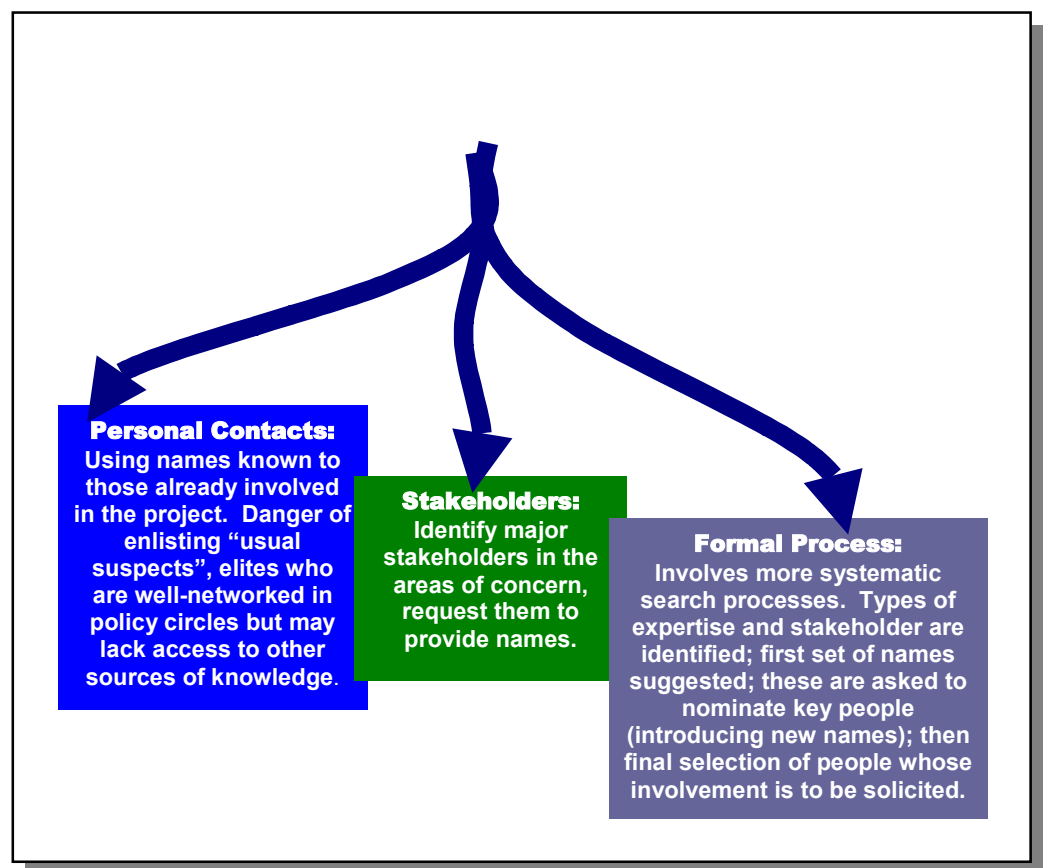 Personal Contacts:
Using names known to
those already involved
in the project.  Danger of
enlisting “usual
suspects”, elites who
are well-networked in
policy circles but may
lack access to other
sources of knowledge.
Stakeholders:
Identify major
stakeholders in the
areas of concern,
request them to
provide names.
Formal Process:
Involves more systematic
search processes.  Types of
expertise and stakeholder are
identified; first set of names
suggested; these are asked to
nominate key people
(introducing new names); then
final selection of people whose
involvement is to be solicited.